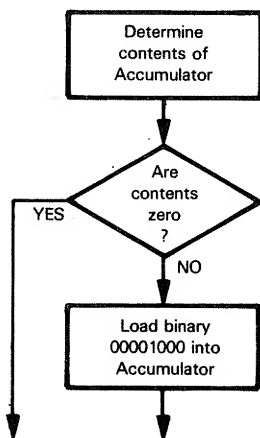 Determine
contents of
Accumulator
Are
contents
zero
?
YES
NO
Load binary
00001000 into
Accumulator